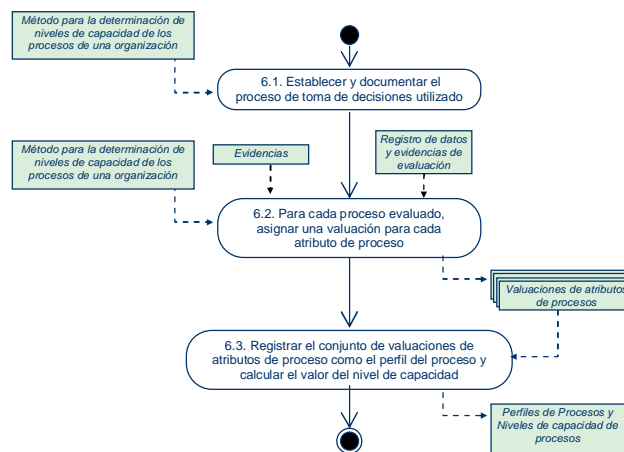 Método para la determinación de
niveles de capacidad de los
procesos de una organización
6.1. Establecer y documentar el
proceso de toma de decisiones utilizado
Método para la determinación de
niveles de capacidad de los
procesos de una organización
Evidencias
Registro de datos
y evidencias de
evaluación
6.2. Para cada proceso evaluado,
asignar una valuación para cada
atributo de proceso
Valuaciones de atributos
de procesos
6.3. Registrar el conjunto de valuaciones de
atributos de proceso como el perfil del proceso y
calcular el valor del nivel de capacidad
Perfiles de Procesos y
Niveles de capacidad de
procesos